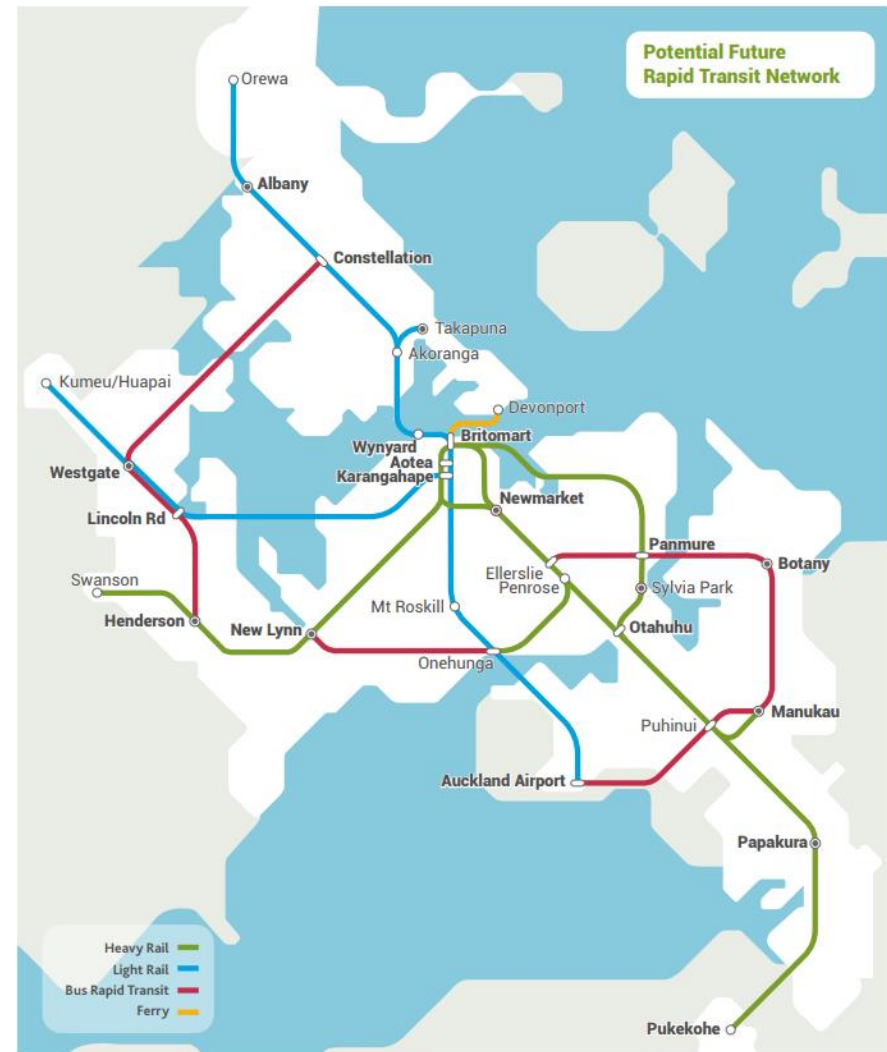 Potential Future
Rapid Transit Network
Orewa
Albany
Constellation
Takapuna
Akoranga
Kumeu/Huapai
Devonport
Wynyard
Britomart
Aotea
Karangahape
Westgate
Newmarket
Lincoln Rd
Panmure
Ellerslie
Botany
Swanson
Penrose
Sylvia Park
Mt Roskill
Henderson
New Lynn
Otahuhu
Onehunga
Manukau
Puhinui
Auckland Airport
Papakura
Heavy Rail
Light Rail
Bus Rapid Transit
Ferry
Pukekohe